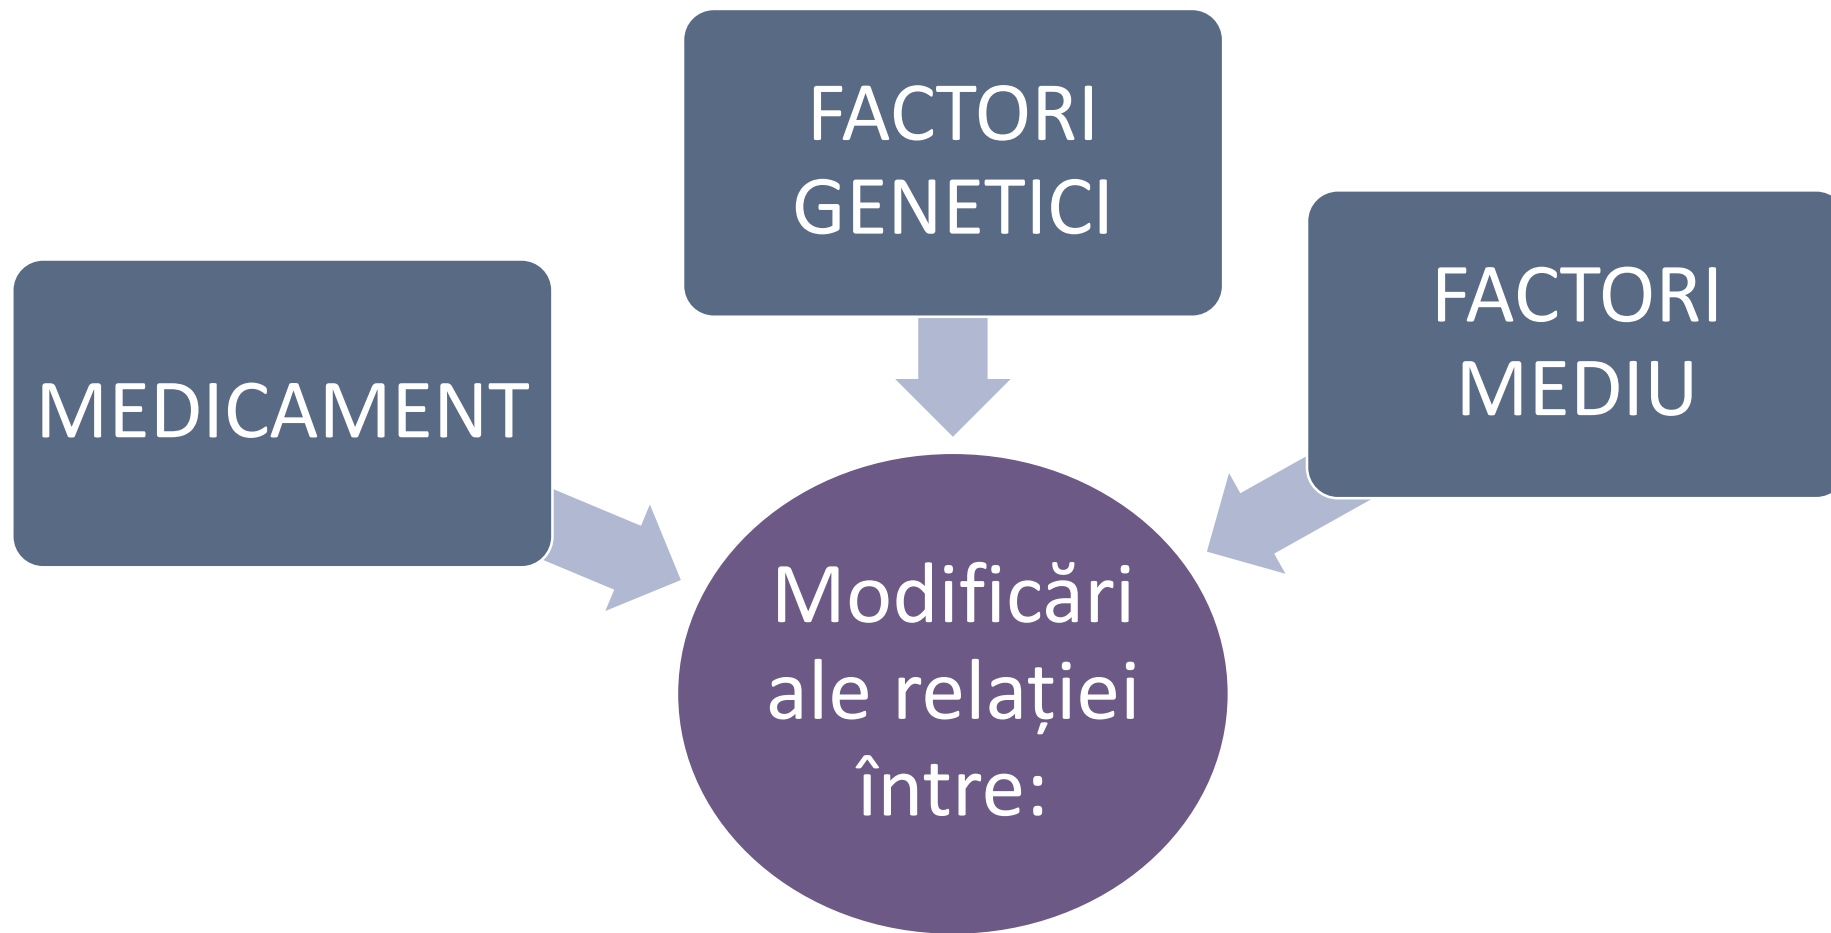 FACTORI
GENETICI
FACTORI
MEDIU
MEDICAMENT
Modificări
ale relației
între: